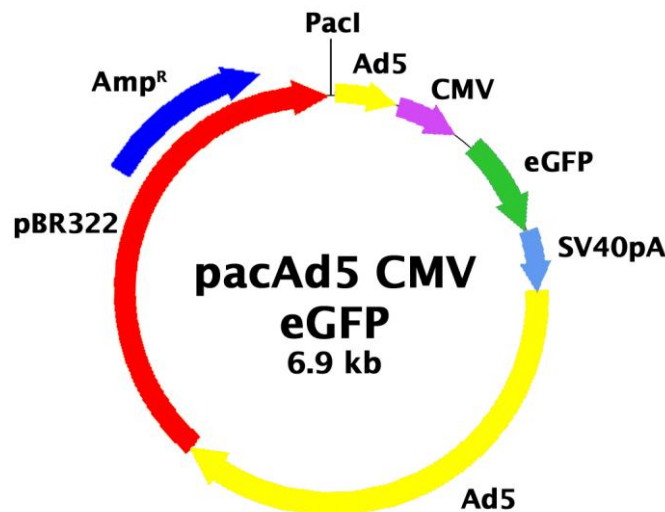 PacI
Ad5
Amp^R
CMV
eGFP
pBR322
SV40pA
pacAd5 CMV
eGFP
6.9 kb
Ad5